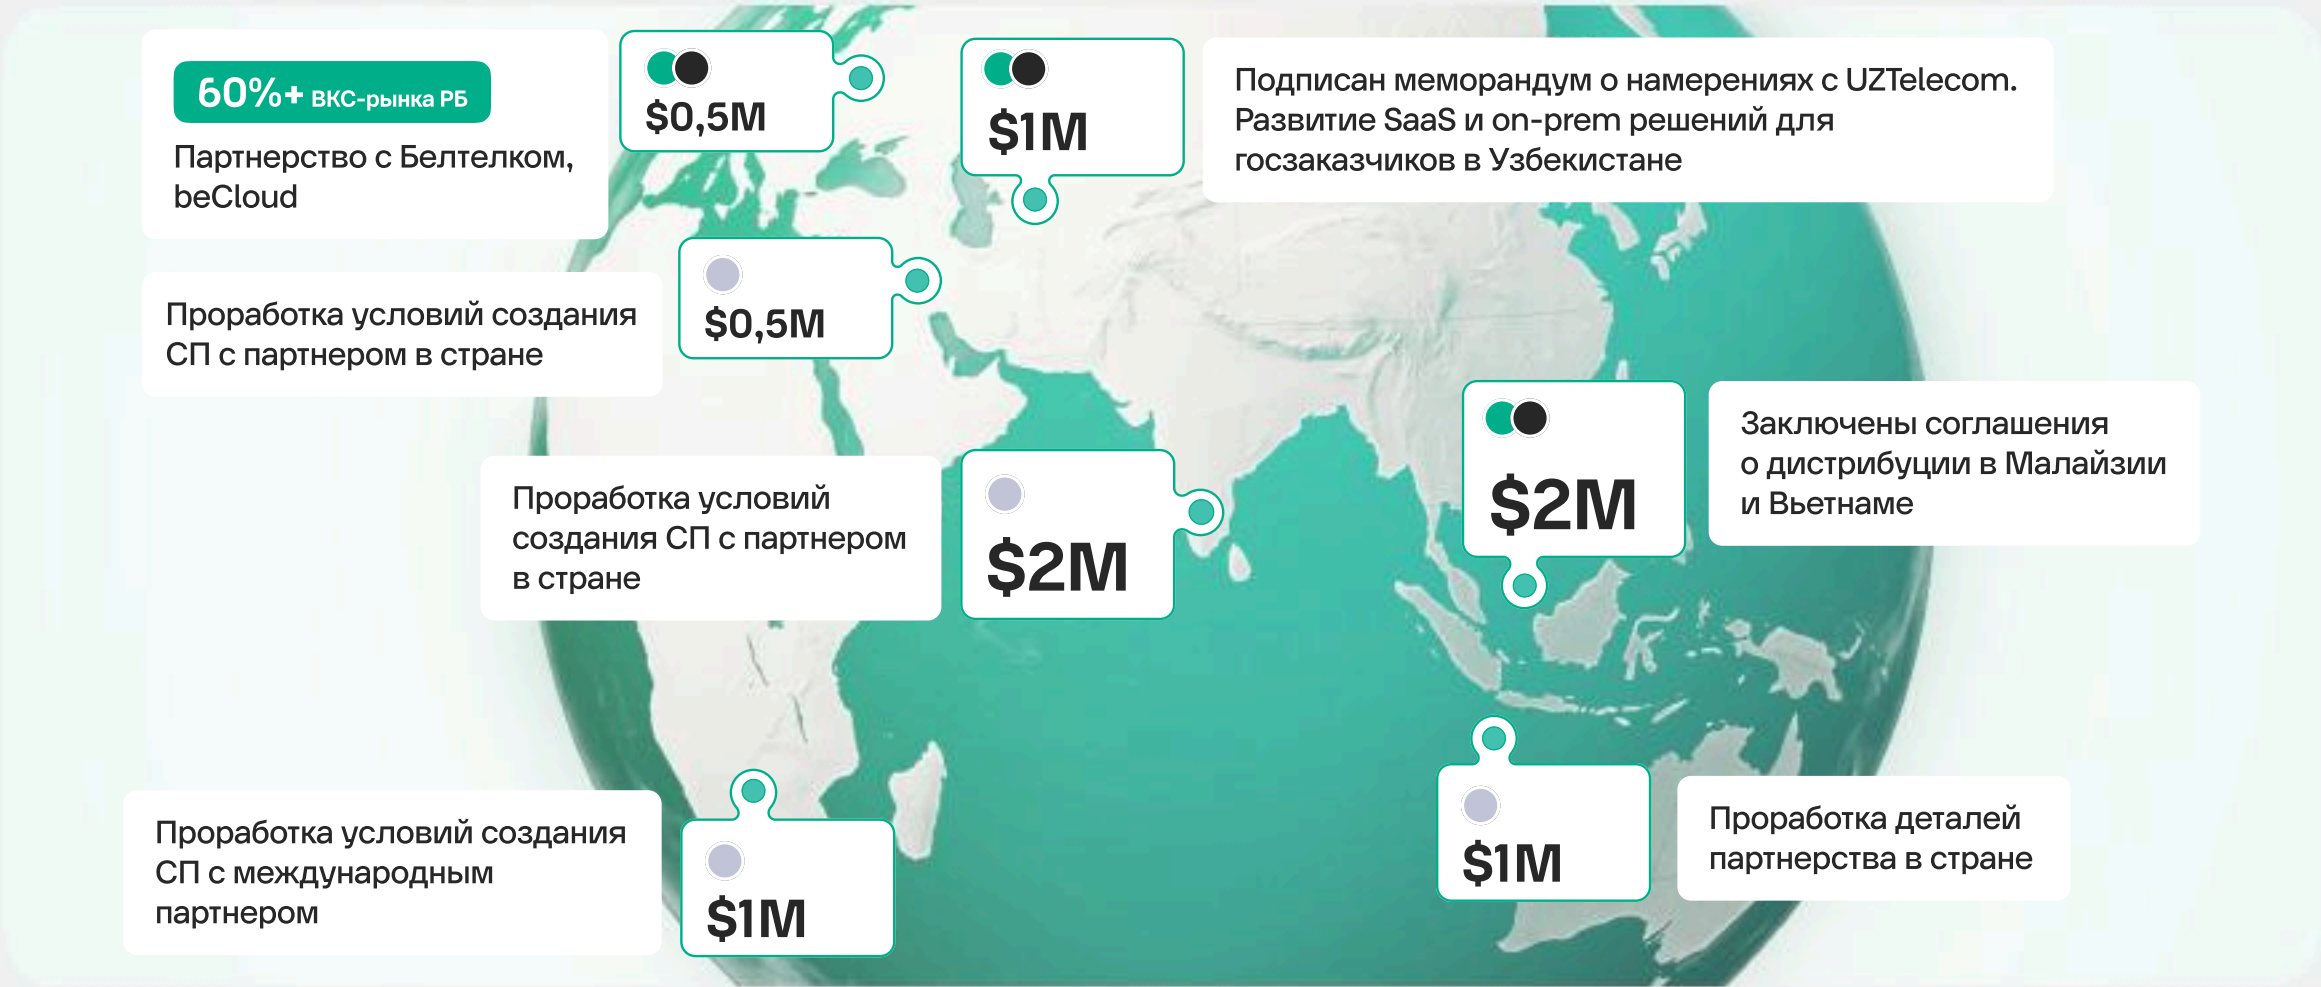 60%+ ВКС-рынка РБ
Партнерство с Белтелком,
beCloud
$0,5M
$1M
Подписан меморандум о намерениях с UZTelecom.
Развитие SaaS и on-prem решений для
госзаказчиков в Узбекистане
Проработка условий создания
СП с партнером в стране
$0,5M
Проработка условий
создания СП с партнером
в стране
$2M
$2M
Заключены соглашения
о дистрибуции в Малайзии
и Вьетнаме
Проработка условий создания
СП с международным
партнером
$1M
$1M
Проработка деталей
партнерства в стране